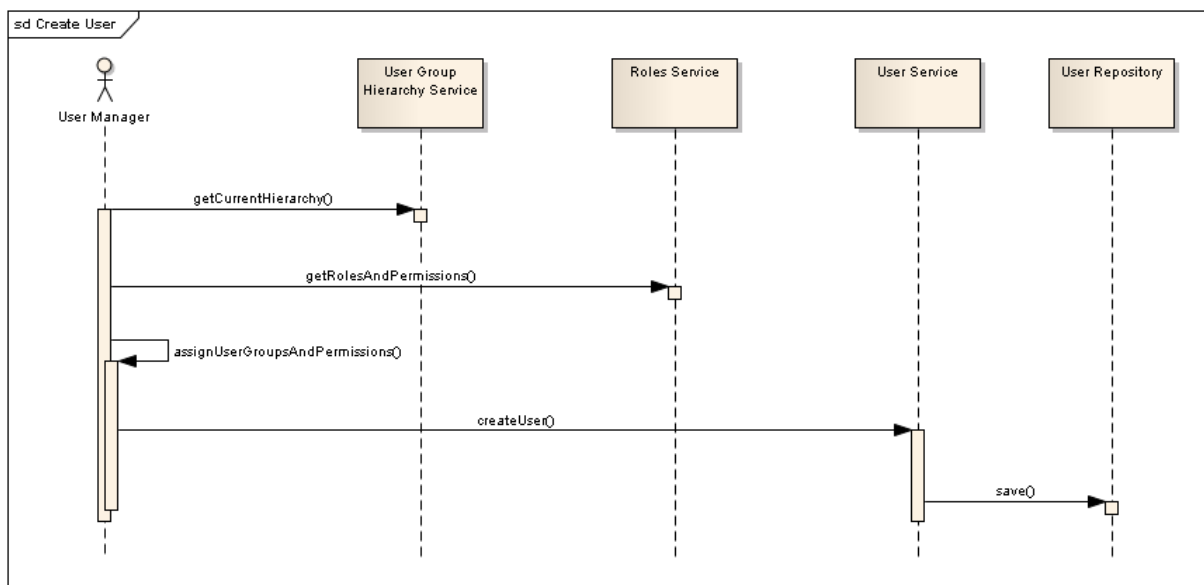 sd Create User
User Manager
User Group
Hierarchy Service
Roles Service
User Service
User Repository
getCurrentHierarchy()
getRolesAndPermissions()
assignUserGroupsAndPermissions()
createUser()
save()